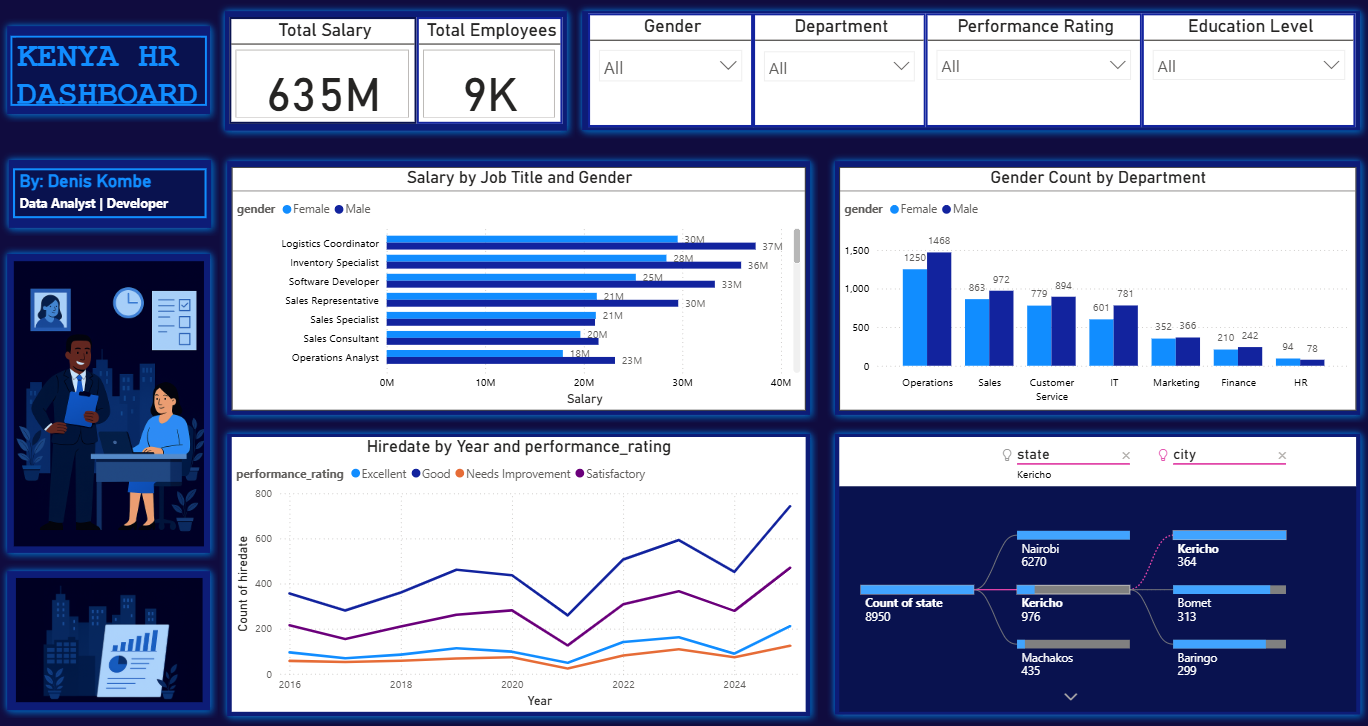 KENYA HR
DASHBOARD
Total Salary
635M
Total Employees
9K
Gender
All
Department
All
Performance Rating
All
Education Level
All
By: Denis Kombe
Data Analyst | Developer
Salary by Job Title and Gender
gender Female Male
Logistics Coordinator 30M 37M
Inventory Specialist 28M 36M
Software Developer 25M 33M
Sales Representative 21M 30M
Sales Specialist 21M
Sales Consultant 20M
Operations Analyst 18M 23M
0M 10M 20M 30M 40M
Salary
Gender Count by Department
gender Female Male
1,500
1,000
500
0
1250 1468
863 972
779 894
601 781
352 366
210 242
94 78
Operations Sales Customer Service IT Marketing Finance HR
Hiredate by Year and performance_rating
performance_rating Excellent Good Needs Improvement Satisfactory
Count of hiredate
800
600
400
200
0
2016 2018 2020 2022 2024
Year
state
Kericho
city
Count of state
8950
Nairobi
6270
Kericho
976
Machakos
435
Kericho
364
Bomet
313
Baringo
299